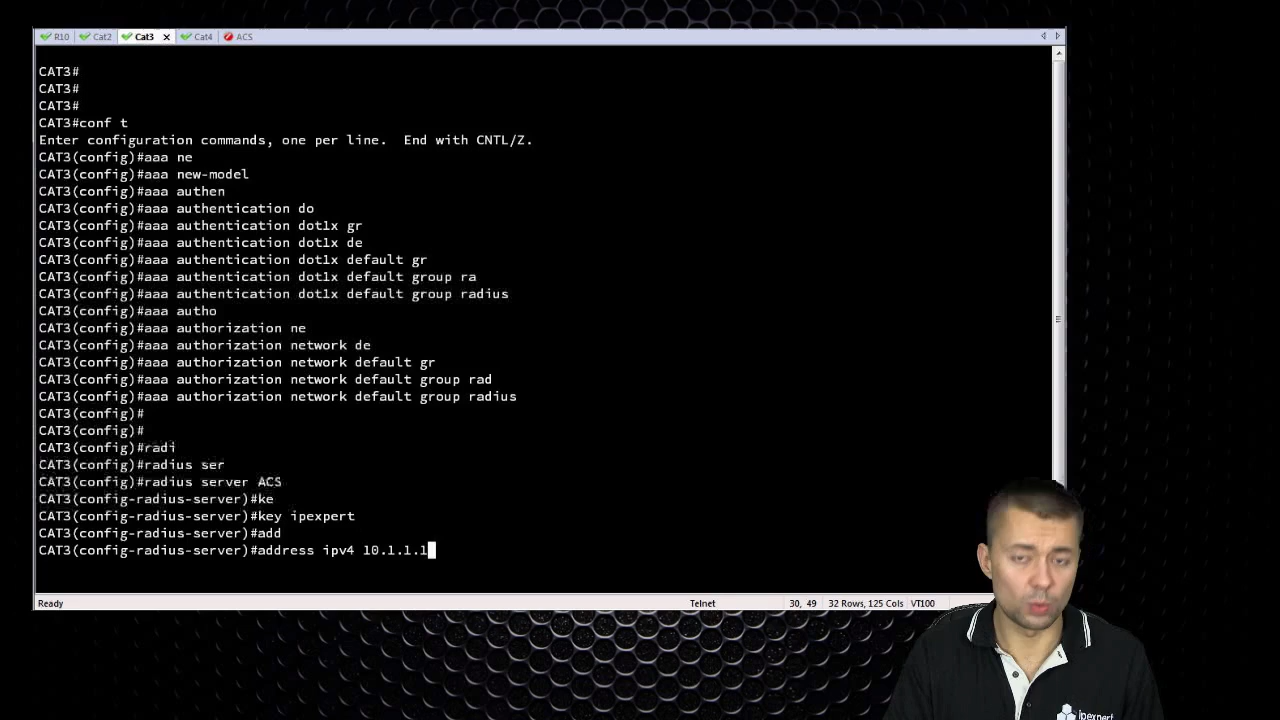 R10 Cat2 Cat3 Cat4 ACS
CAT3#
CAT3#
CAT3#
CAT3#conf t
Enter configuration commands, one per line.  End with CNTL/Z.
CAT3(config)#aaa ne
CAT3(config)#aaa new-model
CAT3(config)#aaa authen
CAT3(config)#aaa authentication do
CAT3(config)#aaa authentication dot1x gr
CAT3(config)#aaa authentication dot1x de
CAT3(config)#aaa authentication dot1x default gr
CAT3(config)#aaa authentication dot1x default group ra
CAT3(config)#aaa authentication dot1x default group radius
CAT3(config)#aaa autho
CAT3(config)#aaa authorization ne
CAT3(config)#aaa authorization network de
CAT3(config)#aaa authorization network default gr
CAT3(config)#aaa authorization network default group rad
CAT3(config)#aaa authorization network default group radius
CAT3(config)#
CAT3(config)#
CAT3(config)#radi
CAT3(config)#radius ser
CAT3(config)#radius server ACS
CAT3(config-radius-server)#ke
CAT3(config-radius-server)#key ipexpert
CAT3(config-radius-server)#add
CAT3(config-radius-server)#address ipv4 10.1.1.1
Ready Telnet 30, 49 32 Rows, 125 Cols VT100
ipexpert